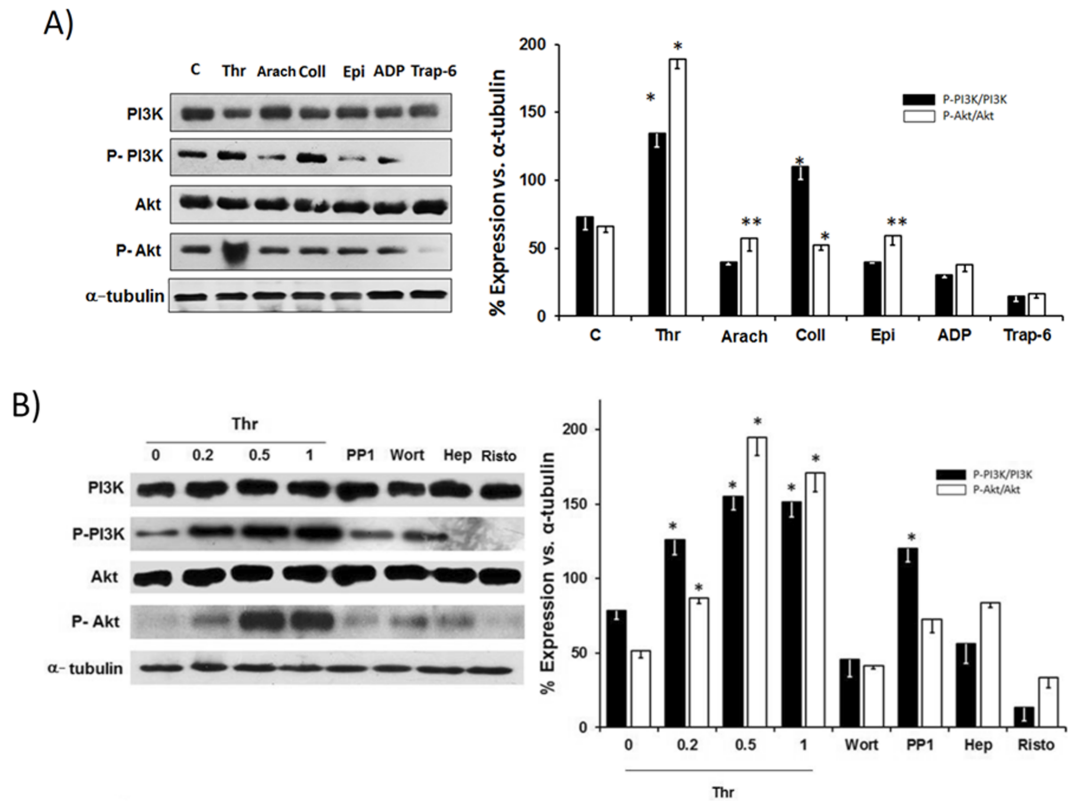 A)
C Thr Arach Coll Epi ADP Trap-6
PI3K
P- PI3K
Akt
P- Akt
α-tubulin
% Expression vs. α-tubulin
200
150
100
50
0
* * ** * * **
P-PI3K/PI3K
P-Akt/Akt
C Thr Arach Coll Epi ADP Trap-6
B)
Thr
0 0.2 0.5 1 PP1 Wort Hep Risto
PI3K
P-PI3K
Akt
P- Akt
α- tubulin
% Expression vs. α-tubulin
200
150
100
50
0
* * * * * * *
P-PI3K/PI3K
P-Akt/Akt
0 0.2 0.5 1 Wort PP1 Hep Risto
Thr